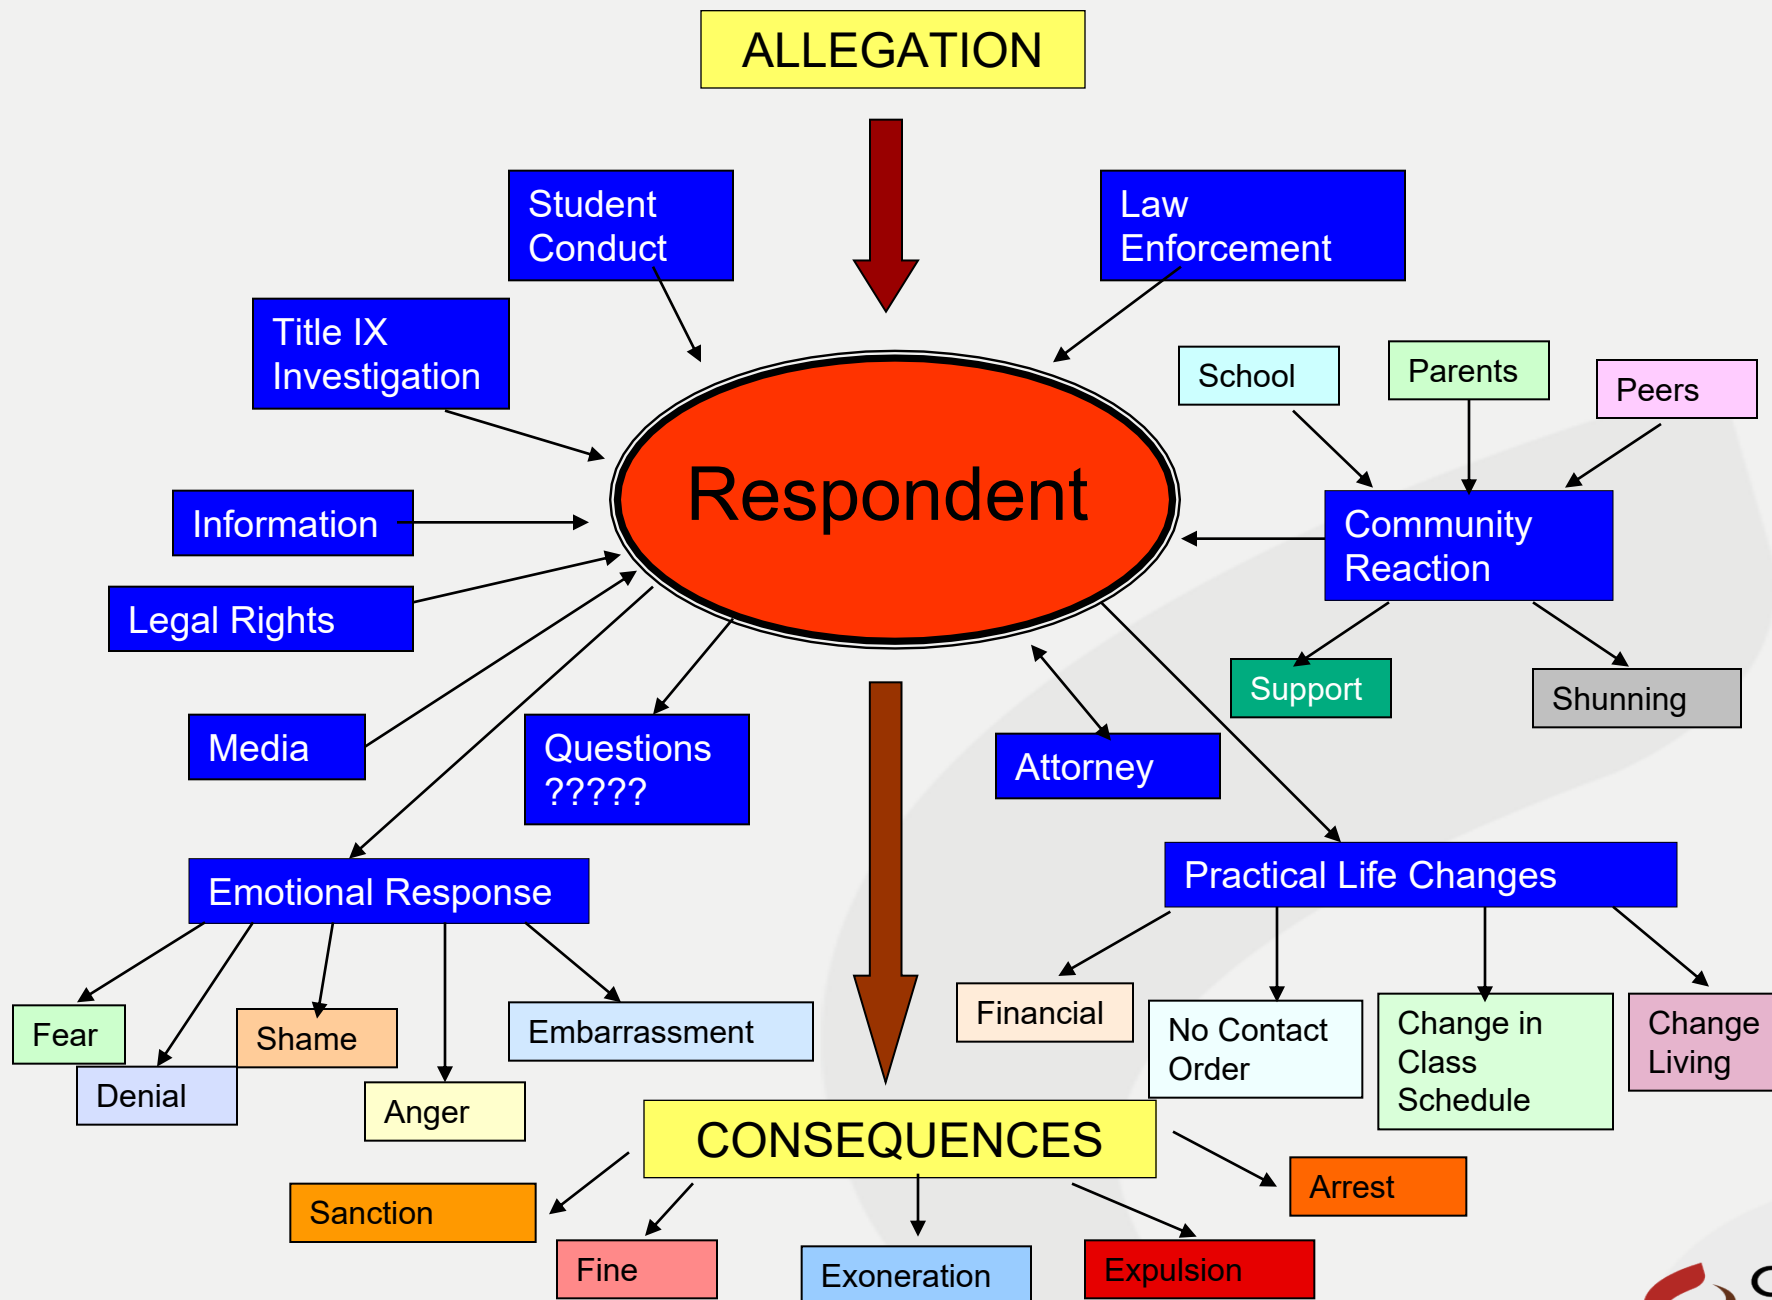 ALLEGATION
Student
Conduct
Law
Enforcement
Title IX
Investigation
School
Parents
Peers
Respondent
Information
Community
Reaction
Legal Rights
Support
Shunning
Media
Questions
?????
Attorney
Emotional Response
Practical Life Changes
Fear
Shame
Embarrassment
Denial
Anger
Financial
No Contact
Order
Change in
Class
Schedule
Change
Living
CONSEQUENCES
Sanction
Arrest
Fine
Exoneration
Expulsion